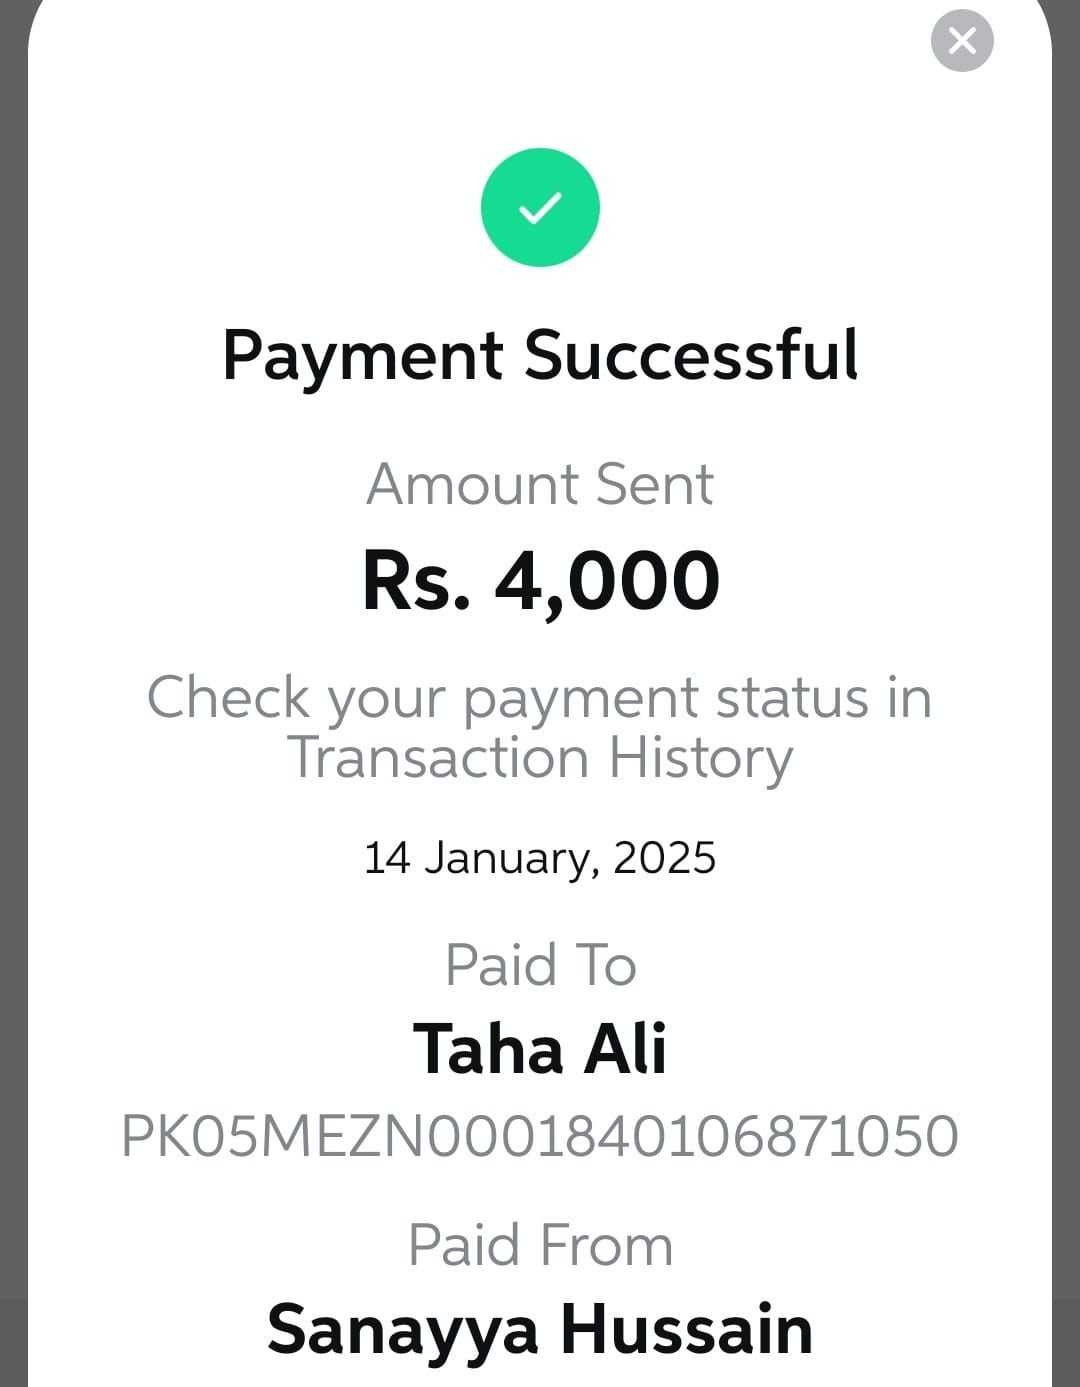 Payment Successful
Amount Sent
Rs. 4,000
Check your payment status in
Transaction History
14 January, 2025
Paid To
Taha Ali
PK05MEZN0001840106871050
Paid From
Sanayya Hussain